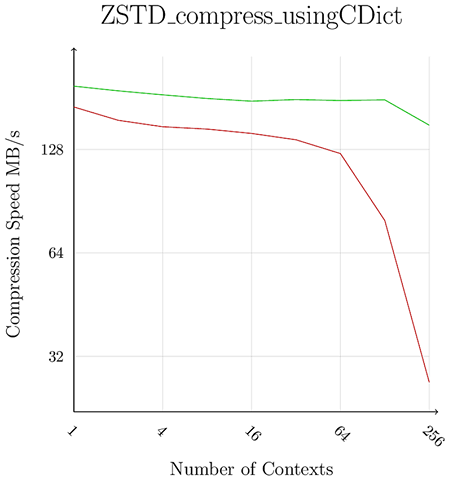 ZSTD_compress_usingCDict
Compression Speed MB/s
128
64
32
1
4
16
64
256
Number of Contexts